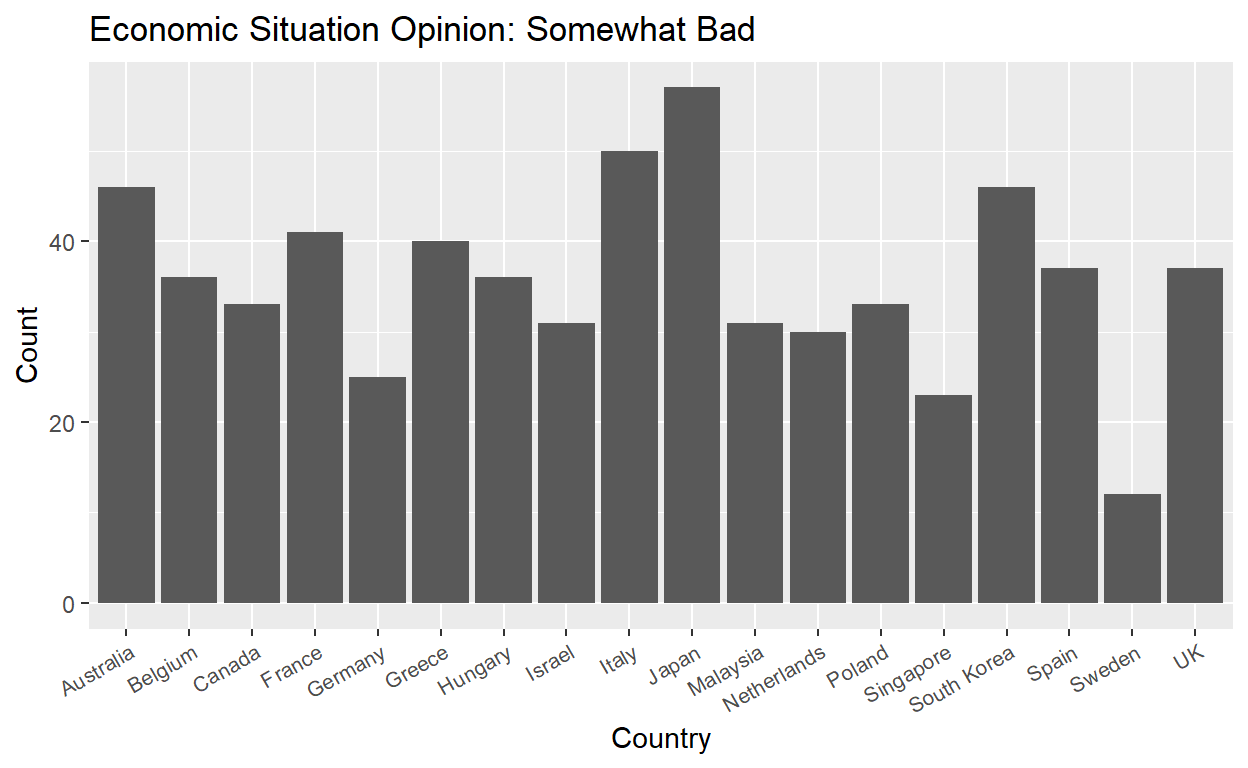 Economic Situation Opinion: Somewhat Bad
Count
40
20
0
Australia
Belgium
Canada
France
Germany
Greece
Hungary
Israel
Italy
Japan
Malaysia
Netherlands
Poland
Singapore
South Korea
Spain
Sweden
UK
Country